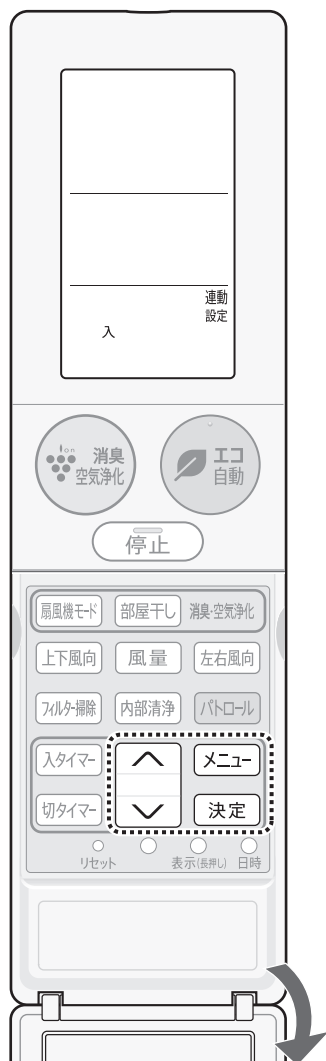 連動
設定
入
ion
消臭
空気浄化
エコ
自動
停止
扇風機モード 部屋干し 消臭・空気浄化
上下風向 風量 左右風向
フィルター掃除 内部清浄 パトロール
入タイマー メニュー
切タイマー 決定
リセット 表示(長押し) 日時